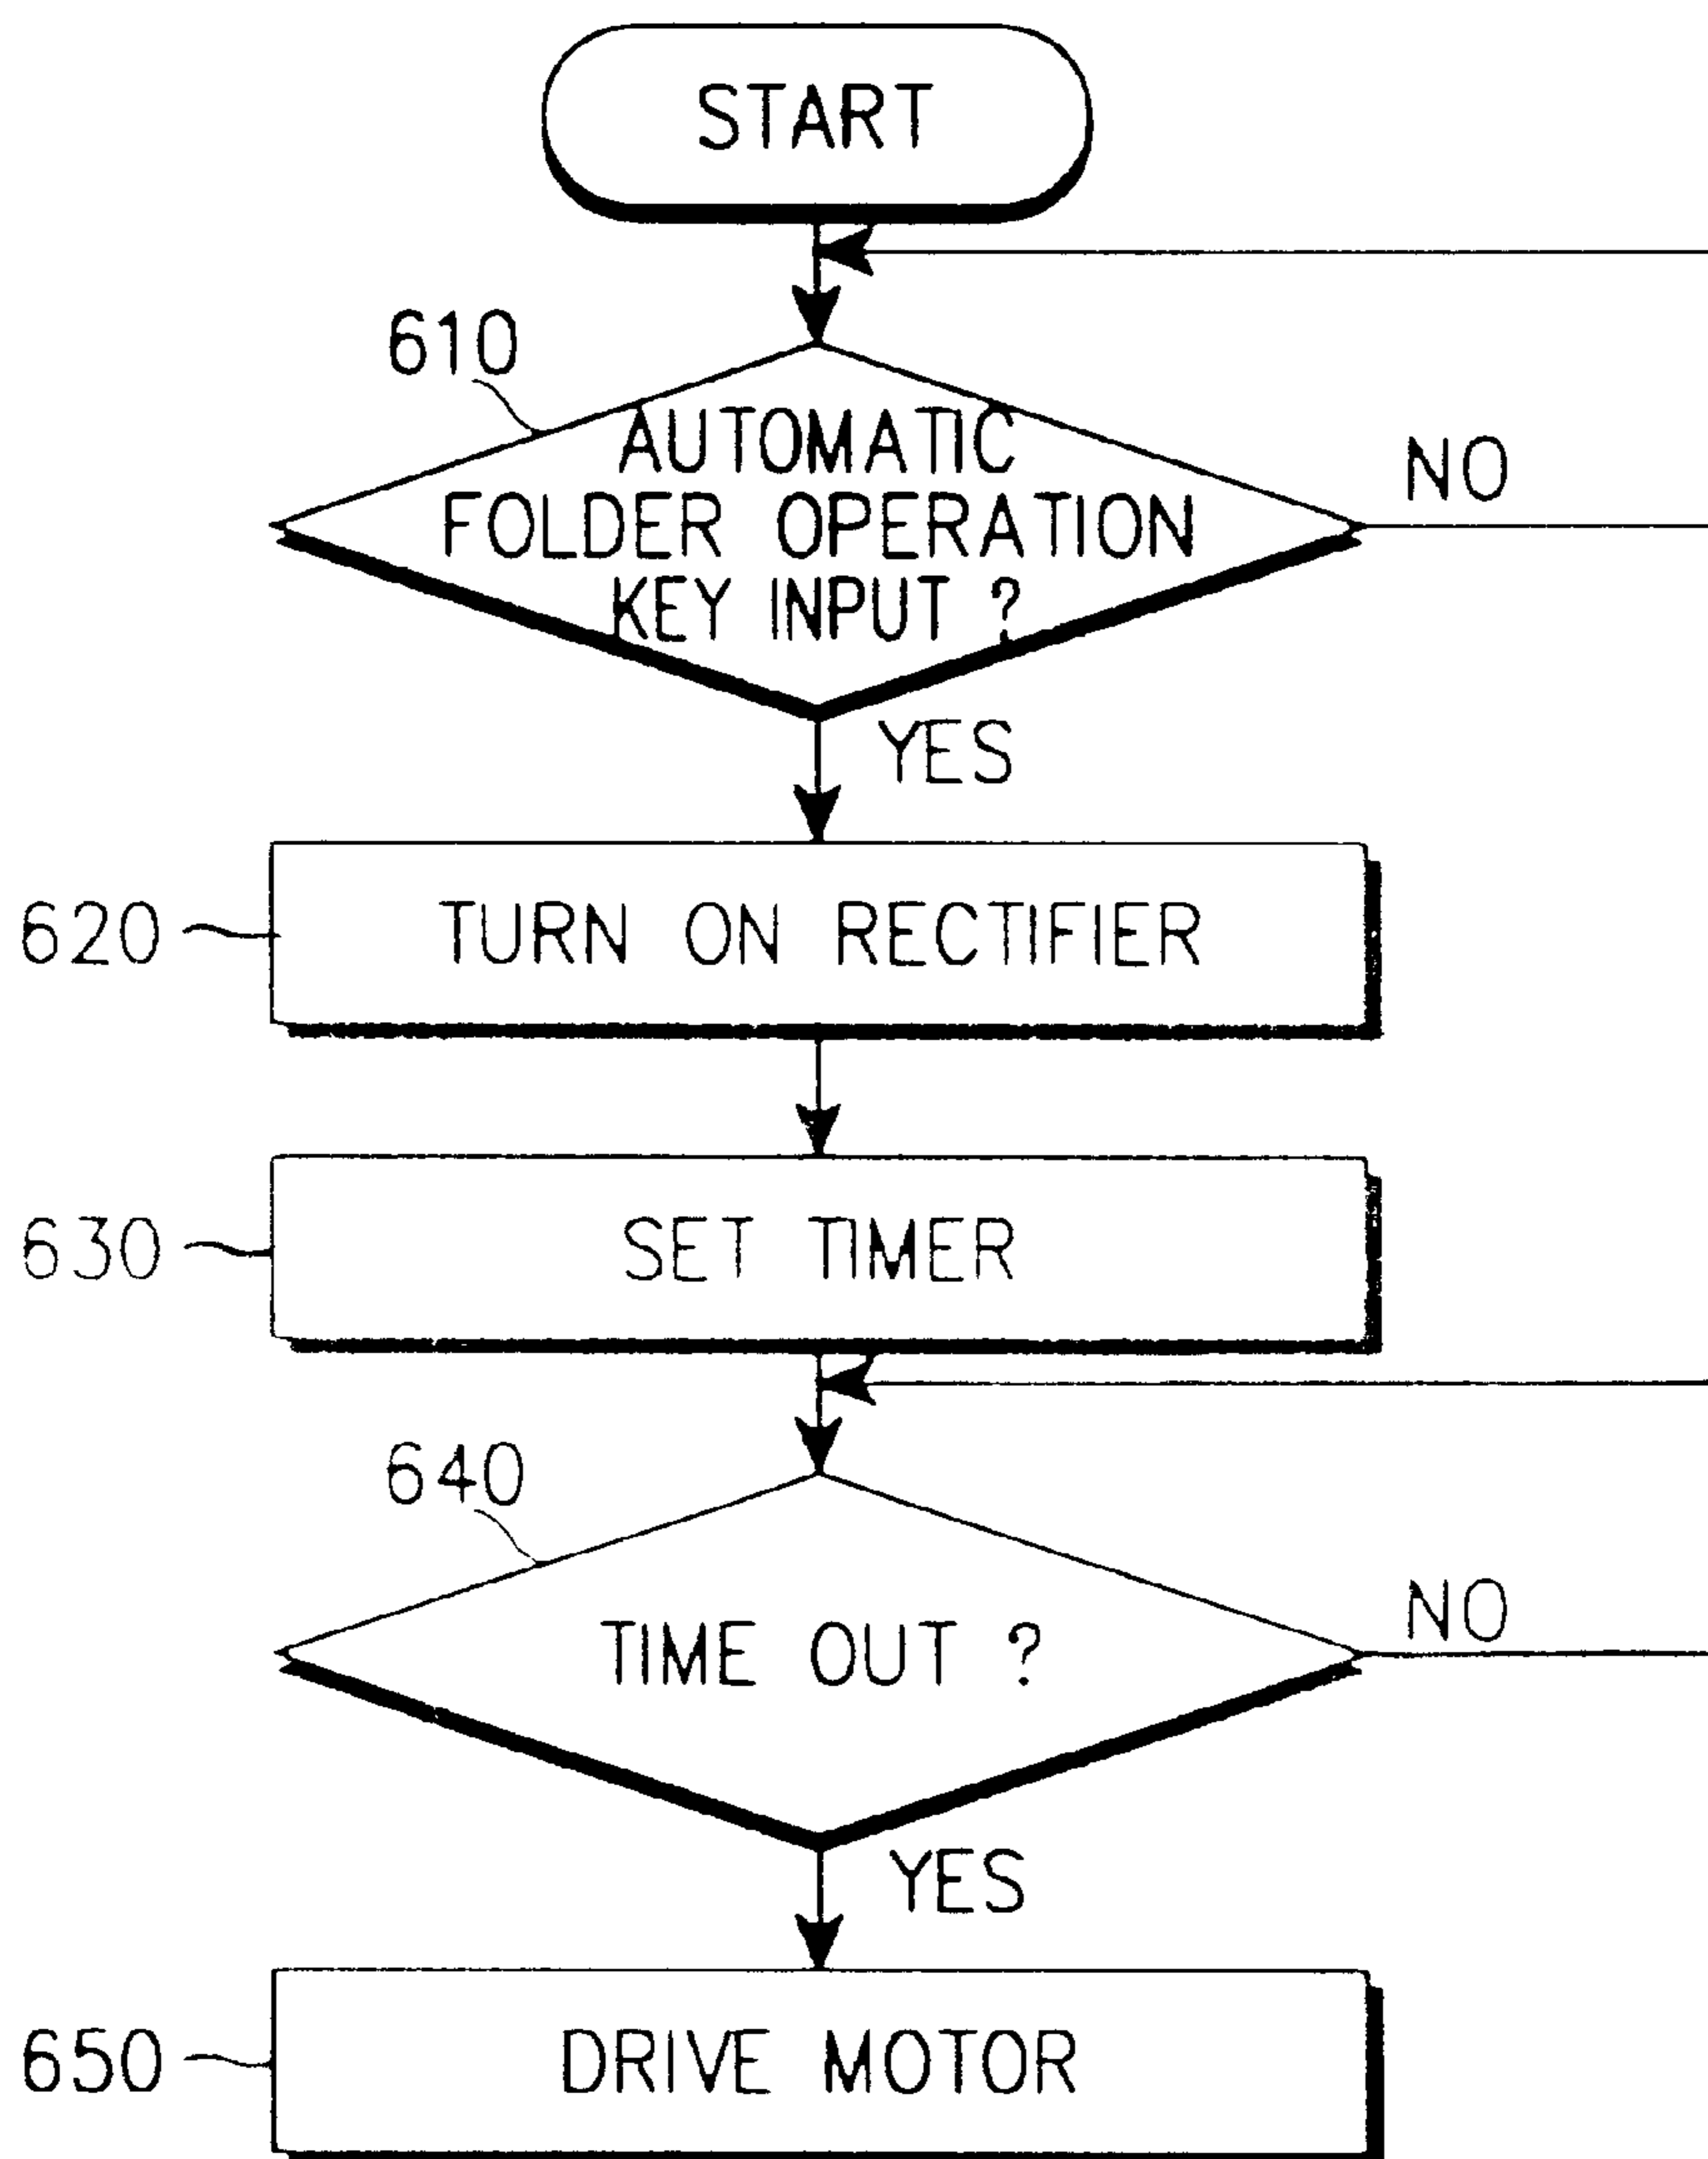 START
610
AUTOMATIC
FOLDER OPERATION
KEY INPUT ?
NO
YES
620
TURN ON RECTIFIER
630
SET TIMER
640
TIME OUT ?
NO
YES
650
DRIVE MOTOR